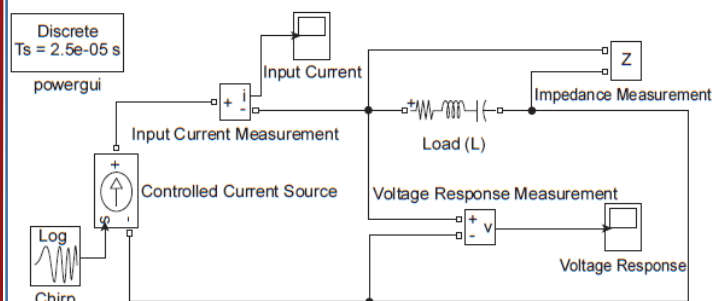 Discrete
Ts = 2.5e-05 s
powergui
Input Current
Z
Impedance Measurement
+
i
-
Input Current Measurement
+
Load (L)
+
Controlled Current Source
s
-
Voltage Response Measurement
+
v
-
Log
Voltage Response
Chirp